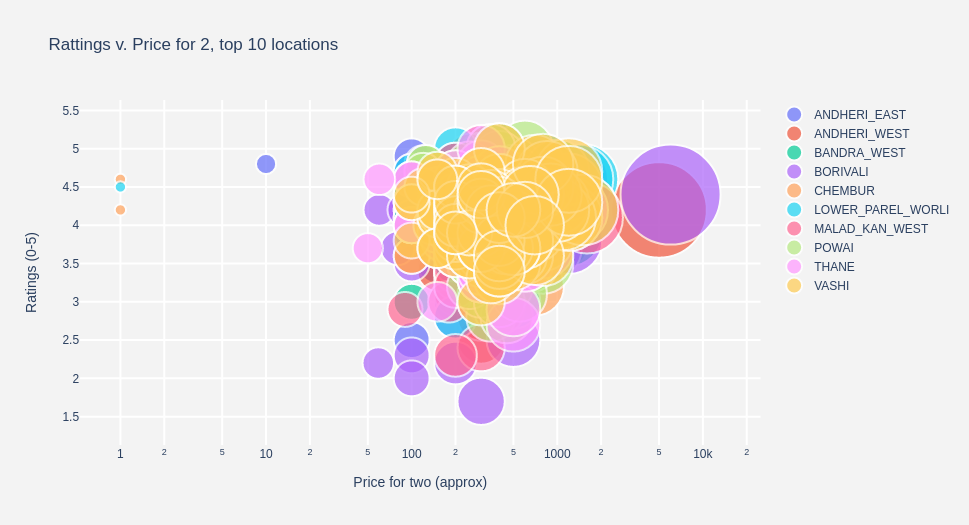 Rattings v. Price for 2, top 10 locations
5.5
5
4.5
4
3.5
3
2.5
2
1.5
Ratings (0-5)
1 2 5 10 2 5 100 2 5 1000 2 5 10k 2
Price for two (approx)
ANDHERI_EAST
ANDHERI_WEST
BANDRA_WEST
BORIVALI
CHEMBUR
LOWER_PAREL_WORLI
MALAD_KAN_WEST
POWAI
THANE
VASHI